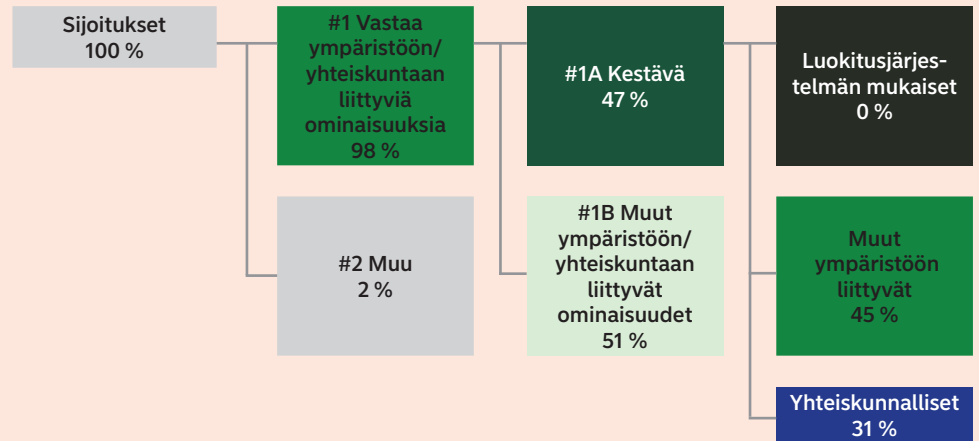 Sijoitukset
100 %
#1 Vastaa
ympäristöön/
yhteiskuntaan
liittyviä
ominaisuuksia
98 %
#2 Muu
2 %
#1A Kestävä
47 %
#1B Muut
ympäristöön/
yhteiskuntaan
liittyvät
ominaisuudet
51 %
Luokitusjärjes-
telmän mukaiset
0 %
Muut
ympäristöön
liittyvät
45 %
Yhteiskunnalliset
31 %